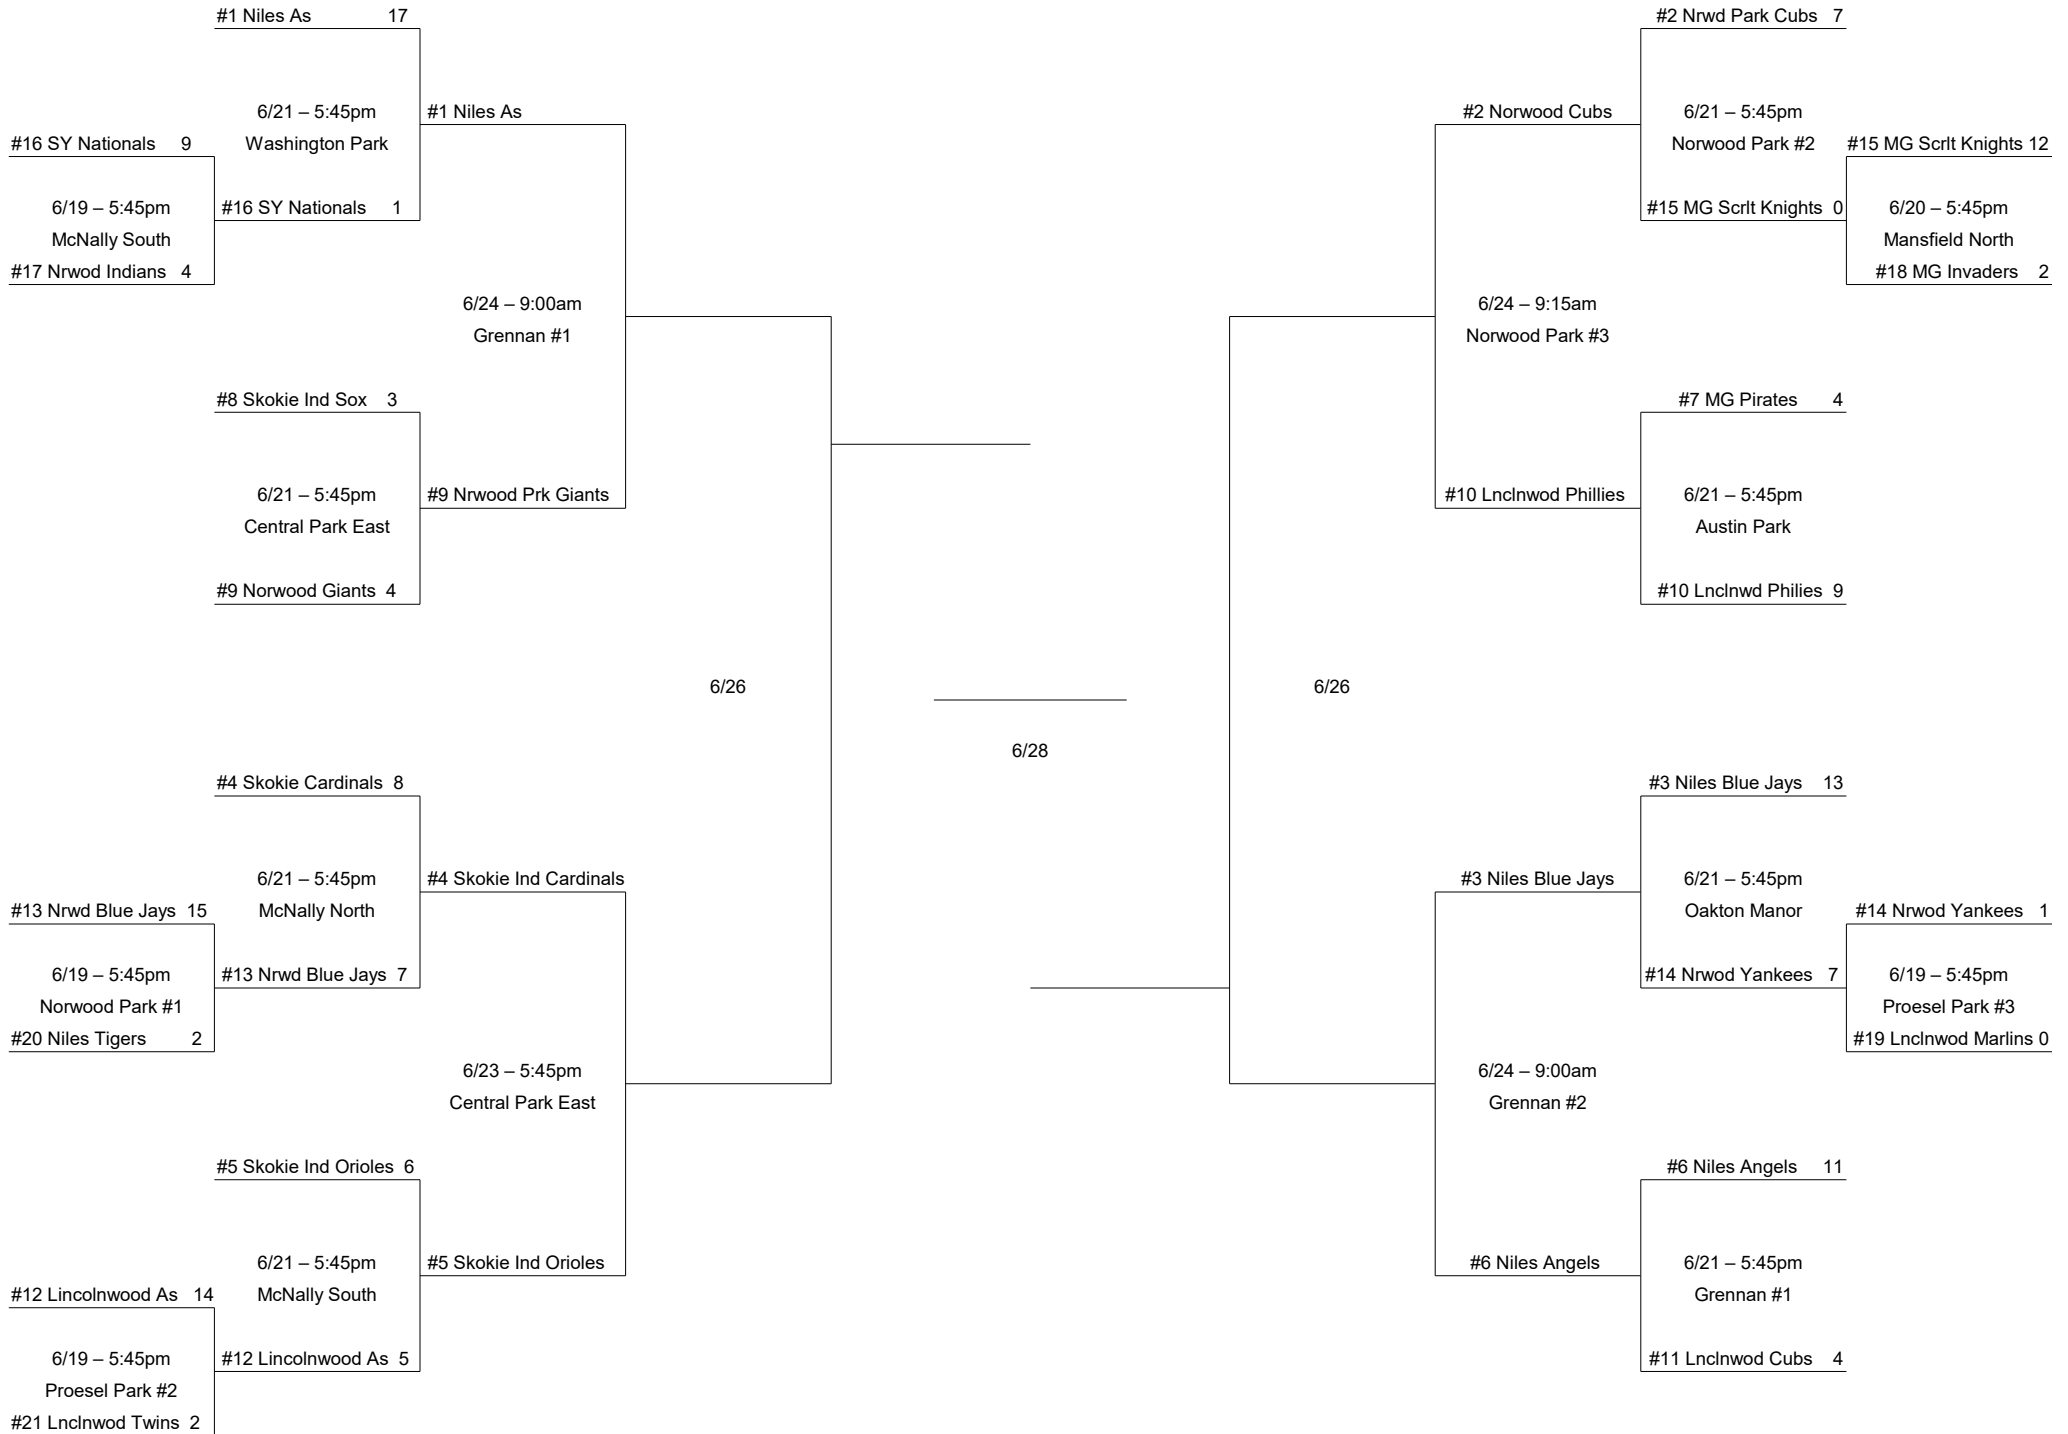 #1 Niles As 17
#2 Nrwd Park Cubs 7
6/21 – 5:45pm
#1 Niles As
#2 Norwood Cubs
6/21 – 5:45pm
#16 SY Nationals 9
Washington Park
Norwood Park #2
#15 MG Scrlt Knights 12
6/19 – 5:45pm
#16 SY Nationals 1
#15 MG Scrlt Knights 0
6/20 – 5:45pm
McNally South
Mansfield North
#17 Nrwod Indians 4
#18 MG Invaders 2
6/24 – 9:00am
6/24 – 9:15am
Grennan #1
Norwood Park #3
#8 Skokie Ind Sox 3
#7 MG Pirates 4
6/21 – 5:45pm
#9 Nrwood Prk Giants
#10 Lnclnwod Phillies
6/21 – 5:45pm
Central Park East
Austin Park
#9 Norwood Giants 4
#10 Lnclnwd Philies 9
6/26
6/26
6/28
#4 Skokie Cardinals 8
#3 Niles Blue Jays 13
6/21 – 5:45pm
#4 Skokie Ind Cardinals
#3 Niles Blue Jays
6/21 – 5:45pm
#13 Nrwd Blue Jays 15
McNally North
Oakton Manor
#14 Nrwod Yankees 1
6/19 – 5:45pm
#13 Nrwd Blue Jays 7
#14 Nrwod Yankees 7
6/19 – 5:45pm
Norwood Park #1
Proesel Park #3
#20 Niles Tigers 2
#19 Lnclnwod Marlins 0
6/23 – 5:45pm
6/24 – 9:00am
Central Park East
Grennan #2
#5 Skokie Ind Orioles 6
#6 Niles Angels 11
6/21 – 5:45pm
#5 Skokie Ind Orioles
#6 Niles Angels
6/21 – 5:45pm
#12 Lincolnwood As 14
McNally South
Grennan #1
6/19 – 5:45pm
#12 Lincolnwood As 5
#11 Lnclnwod Cubs 4
Proesel Park #2
#21 Lnclnwod Twins 2